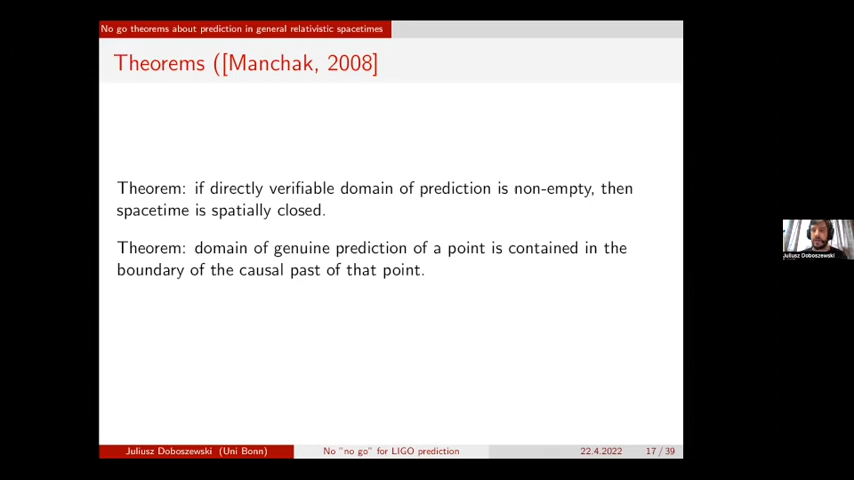 No go theorems about prediction in general relativistic spacetimes
Theorems ([Manchak, 2008]
Theorem: if directly verifiable domain of prediction is non-empty, then
spacetime is spatially closed.
Theorem: domain of genuine prediction of a point is contained in the
boundary of the causal past of that point.
Juliusz Doboszewski
Juliusz Doboszewski (Uni Bonn)
No "no go" for LIGO prediction
22.4.2022
17 / 39